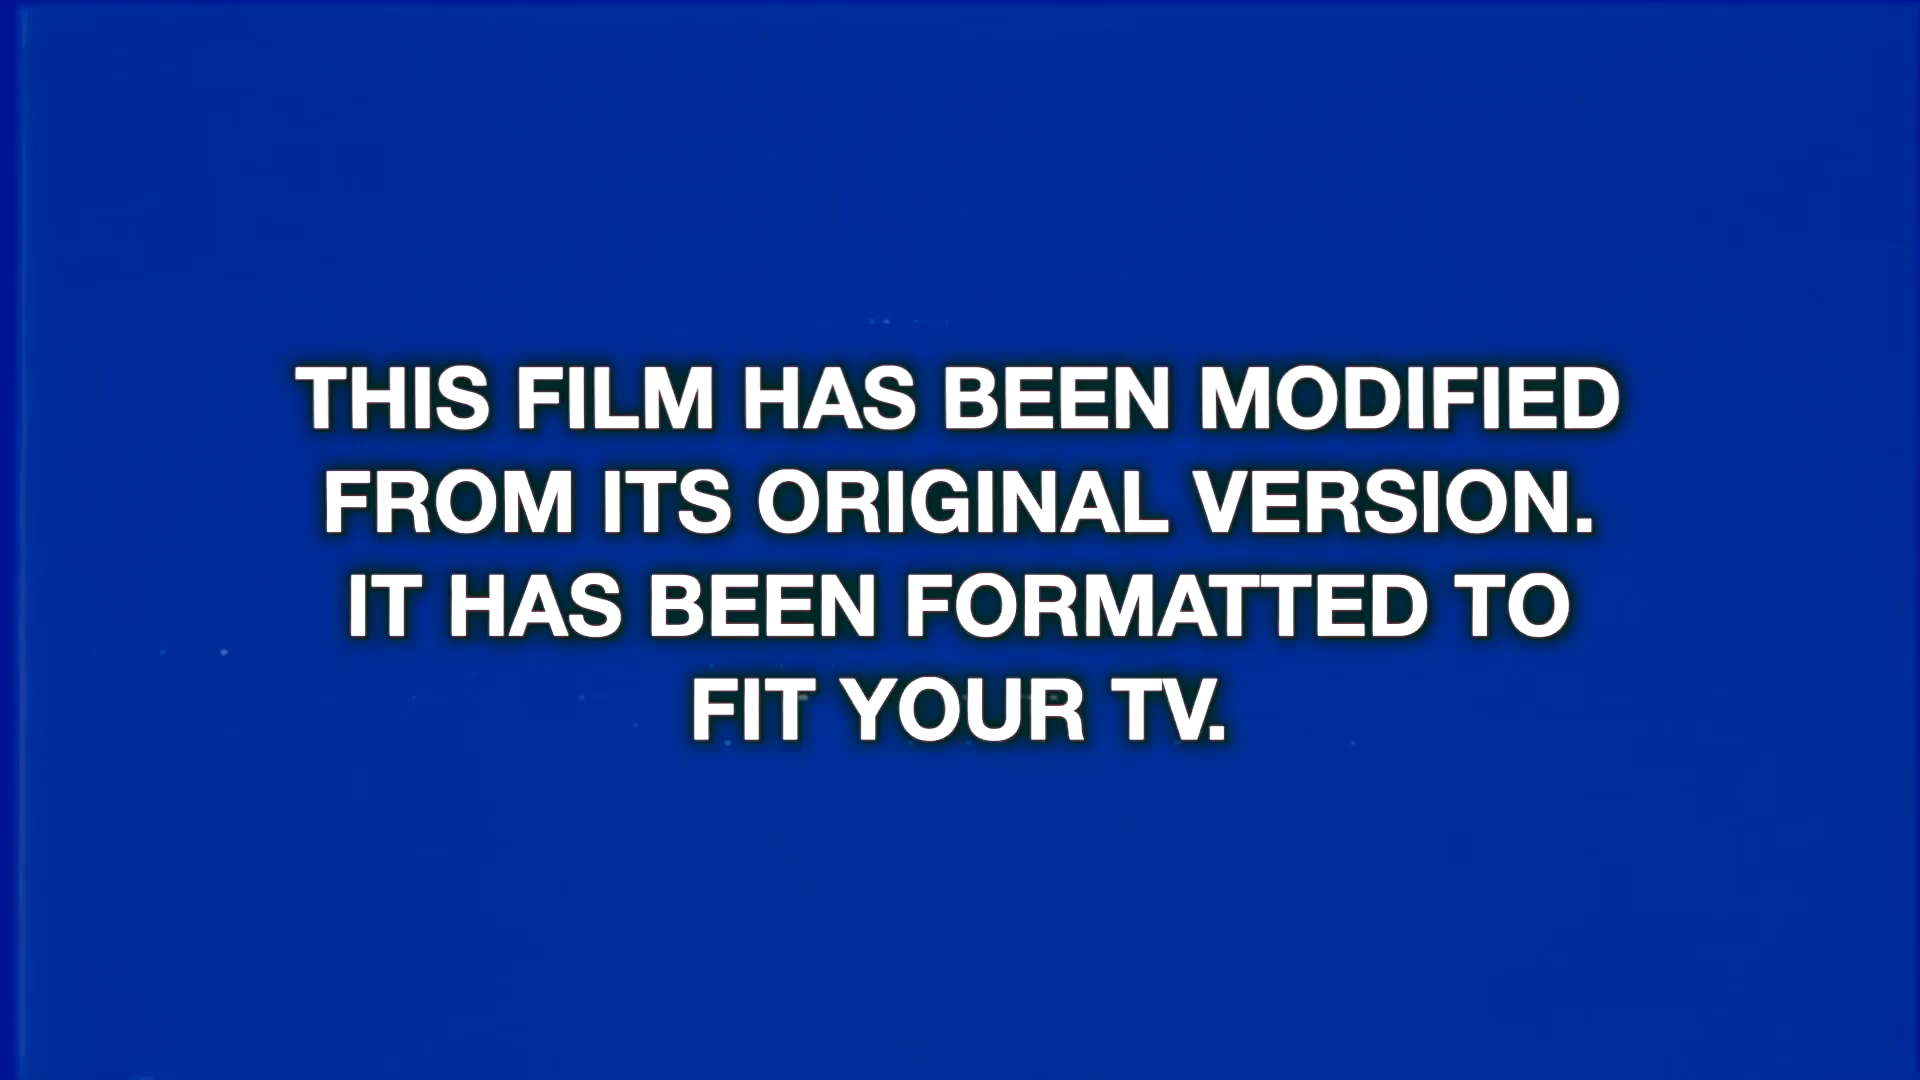 THIS FILM HAS BEEN MODIFIED
FROM ITS ORIGINAL VERSION.
IT HAS BEEN FORMATTED TO
FIT YOUR TV.